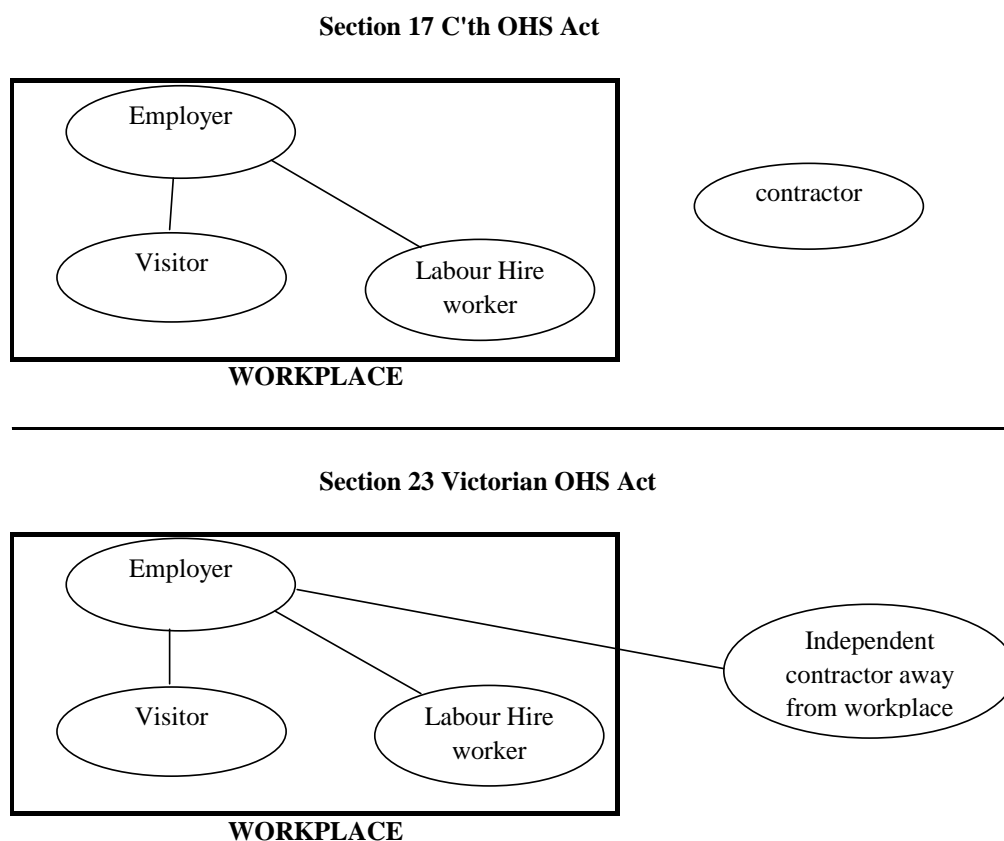 Section 17 C'th OHS Act
Employer
contractor
Visitor
Labour Hire
worker
WORKPLACE
Section 23 Victorian OHS Act
Employer
Independent
contractor away
from workplace
Visitor
Labour Hire
worker
WORKPLACE